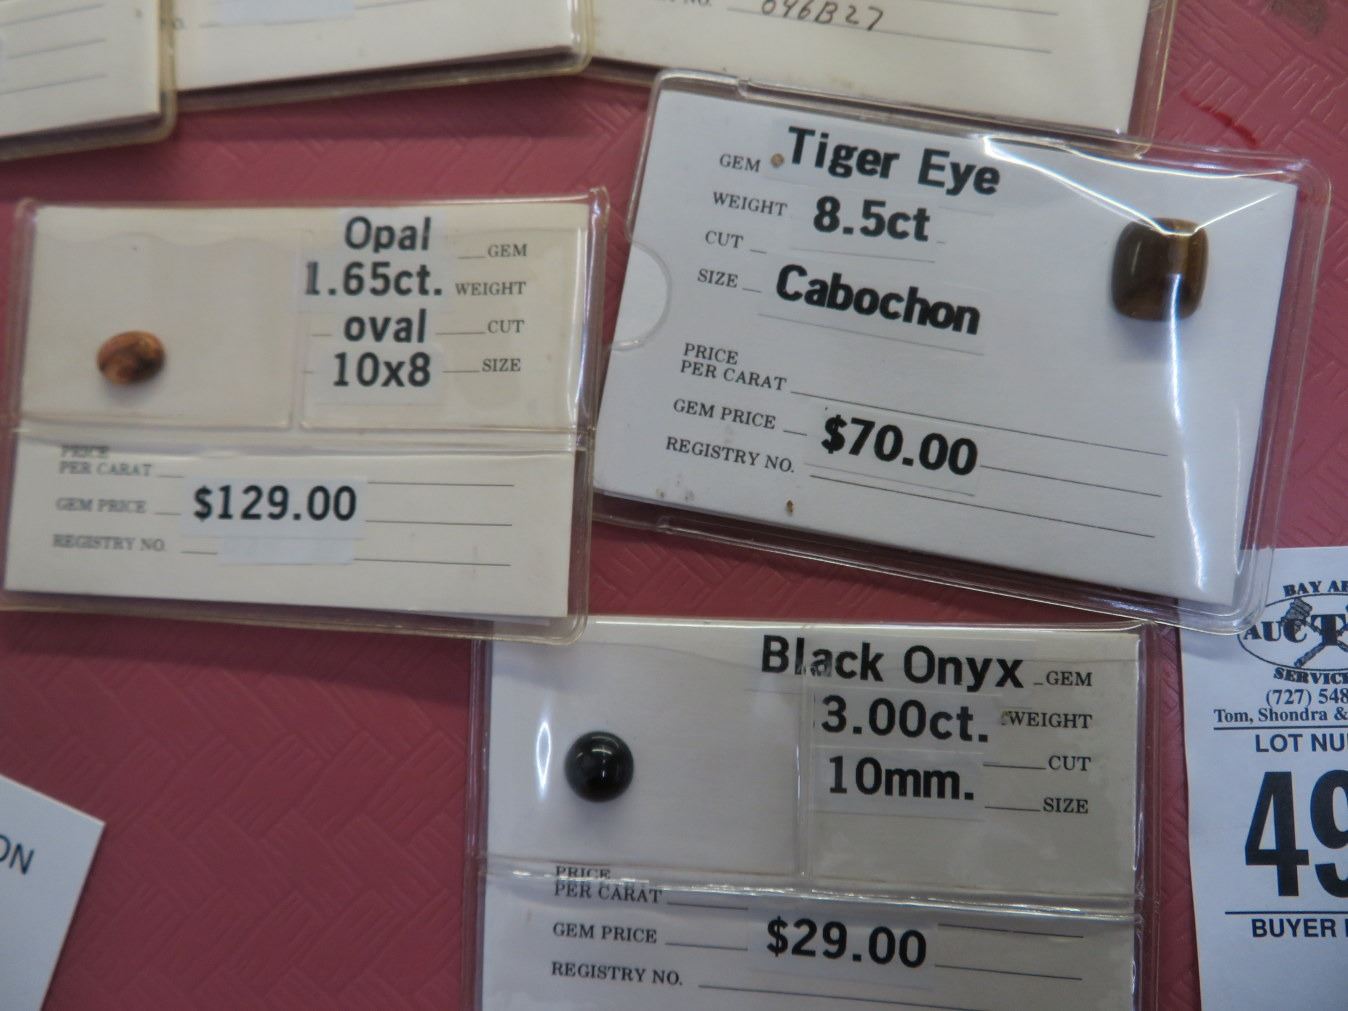 NO. 046B27
Opal GEM
1.65ct. WEIGHT
oval CUT
10x8 SIZE
PRICE
PER CARAT
GEM PRICE $129.00
REGISTRY NO.
GEM Tiger Eye
WEIGHT 8.5ct
CUT
SIZE Cabochon
PRICE
PER CARAT
GEM PRICE $70.00
REGISTRY NO.
Black Onyx GEM
3.00ct. WEIGHT
CUT
10mm. SIZE
PRICE
PER CARAT
GEM PRICE $29.00
REGISTRY NO.
BAY
AUCT
SERVIC
(727) 548
Tom, Shondra &
LOT NU
49
BUYER
ON